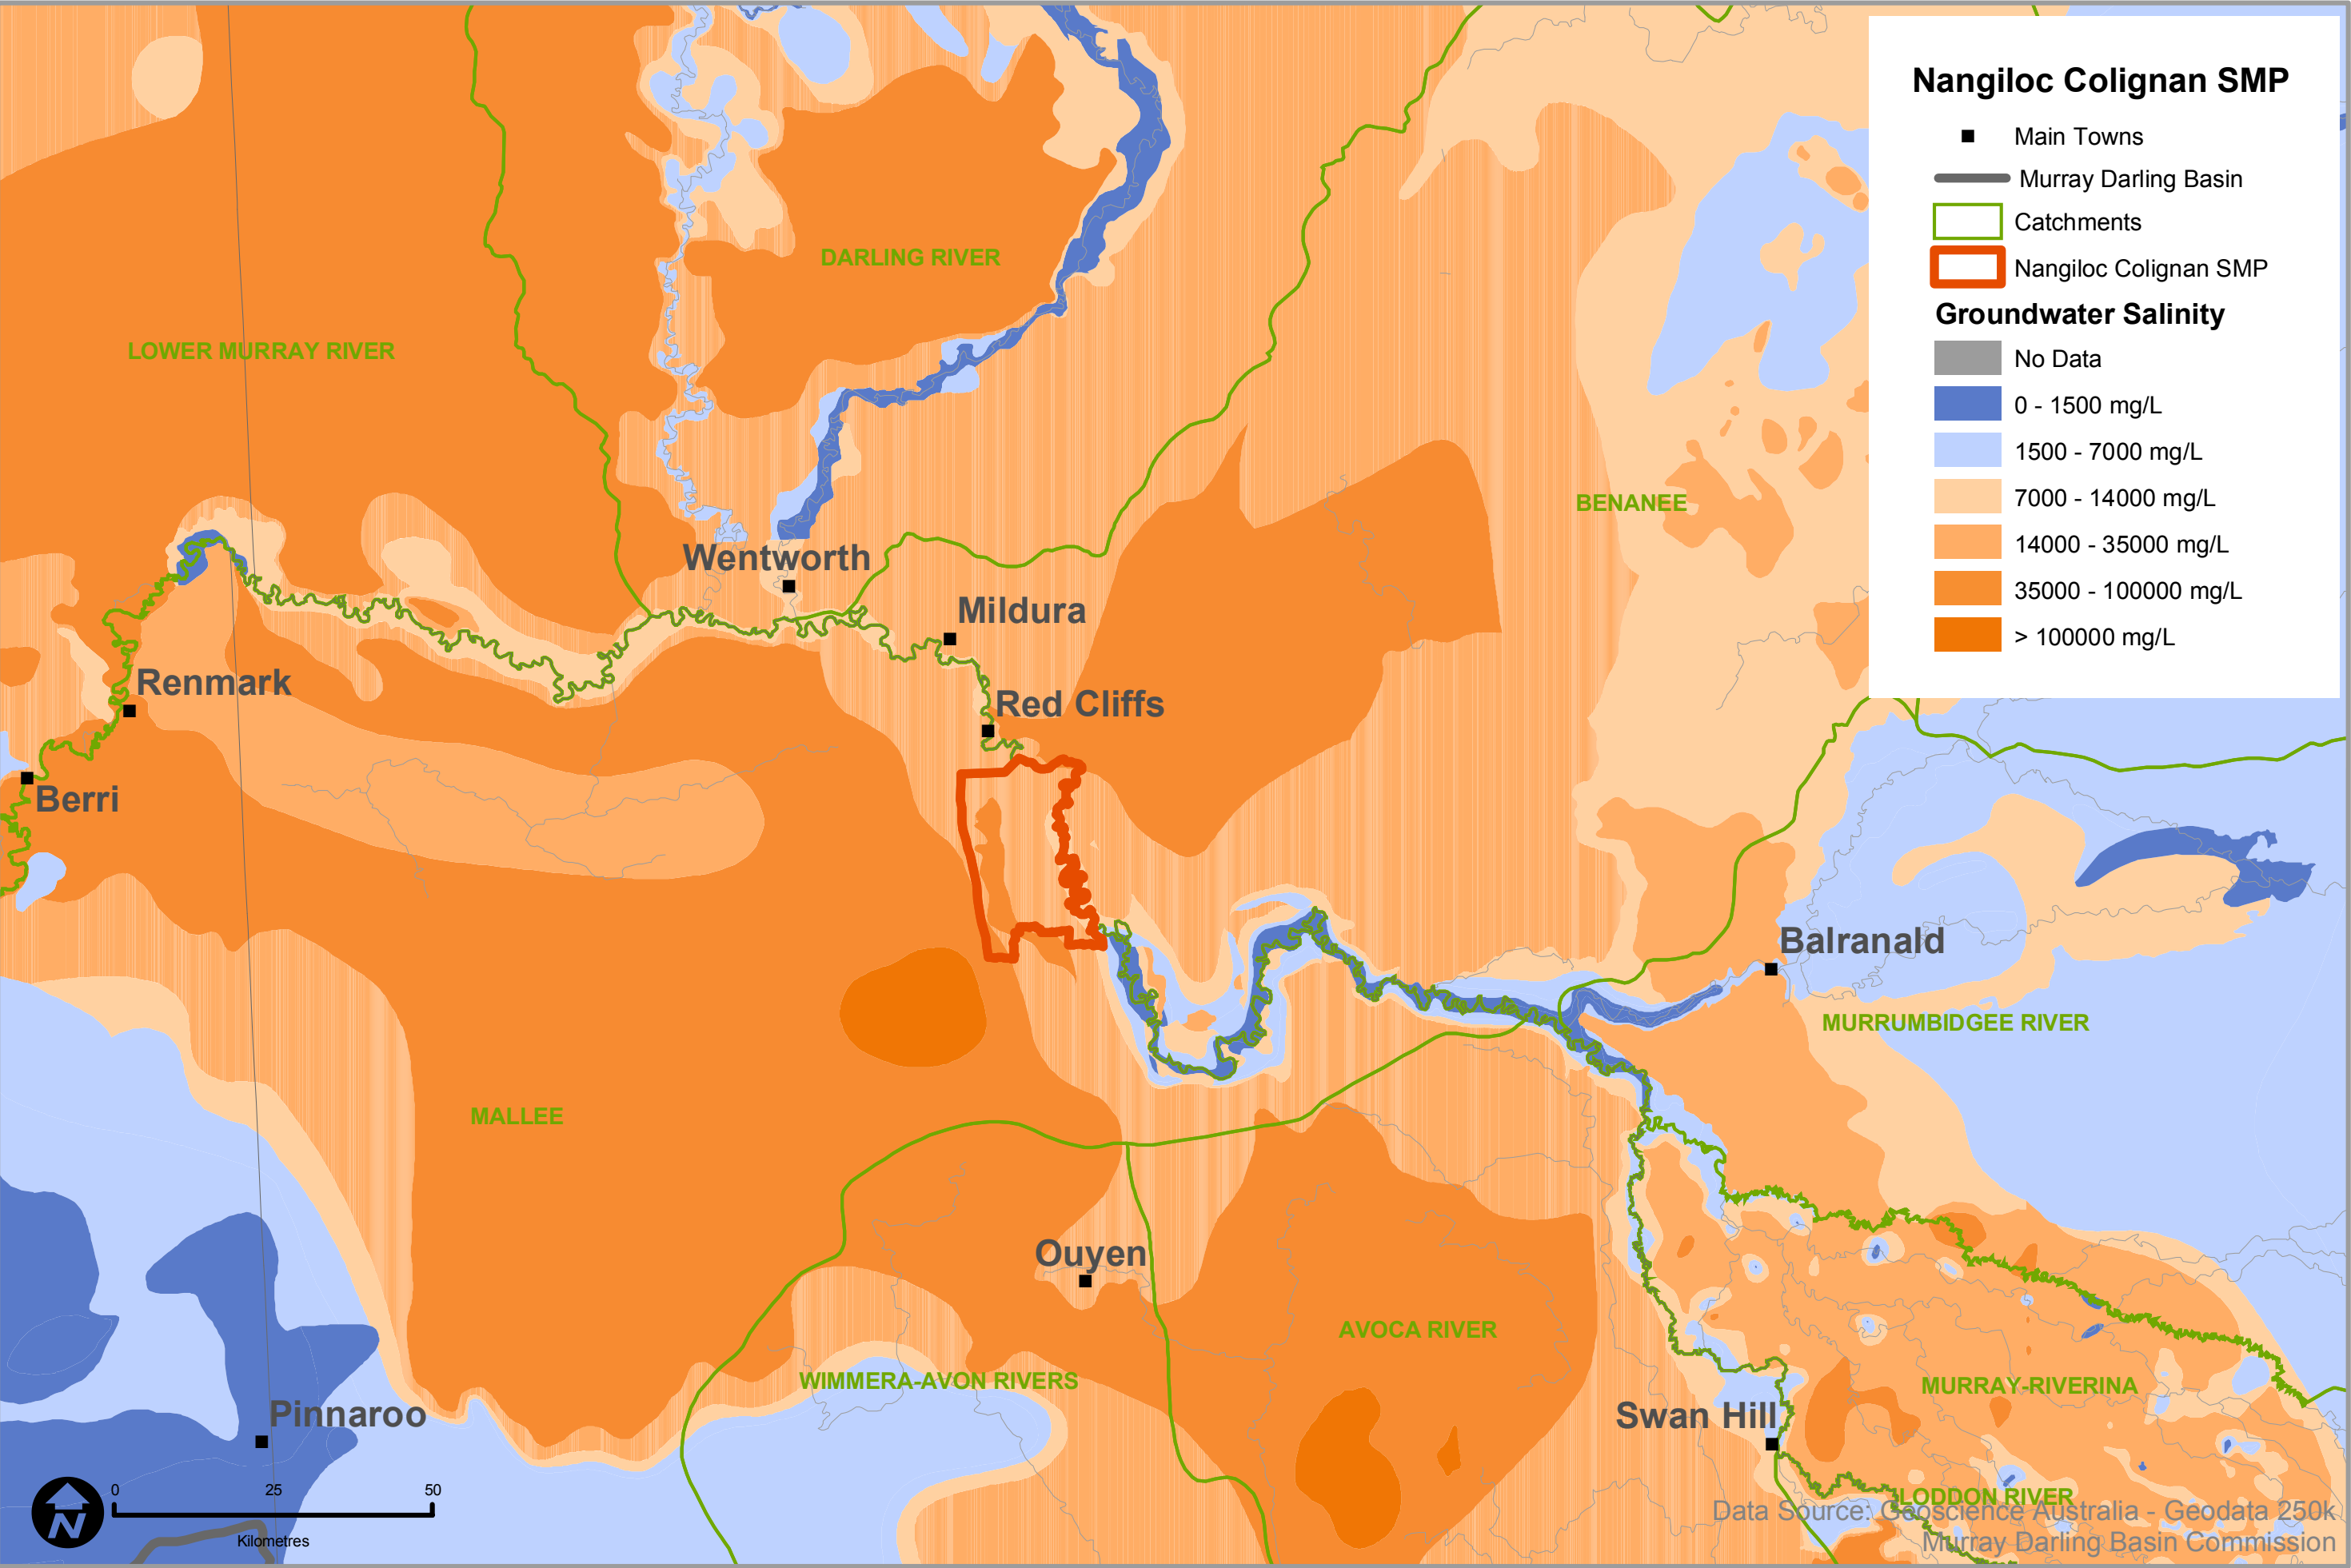 Nangiloc Colignan SMP
Main Towns
Murray Darling Basin
Catchments
Nangiloc Colignan SMP
Groundwater Salinity
No Data
0 - 1500 mg/L
1500 - 7000 mg/L
7000 - 14000 mg/L
14000 - 35000 mg/L
35000 - 100000 mg/L
> 100000 mg/L
DARLING RIVER
LOWER MURRAY RIVER
BENANEE
Wentworth
Mildura
Renmark
Red Cliffs
Berri
Balranald
MURRUMBIDGEE RIVER
MALLEE
Ouyen
AVOCA RIVER
WIMMERA-AVON RIVERS
MURRAY-RIVERINA
Pinnaroo
Swan Hill
N
0 25 50
Kilometres
LODDON RIVER
Data Source: Geoscience Australia - Geodata 250k
Murray Darling Basin Commission